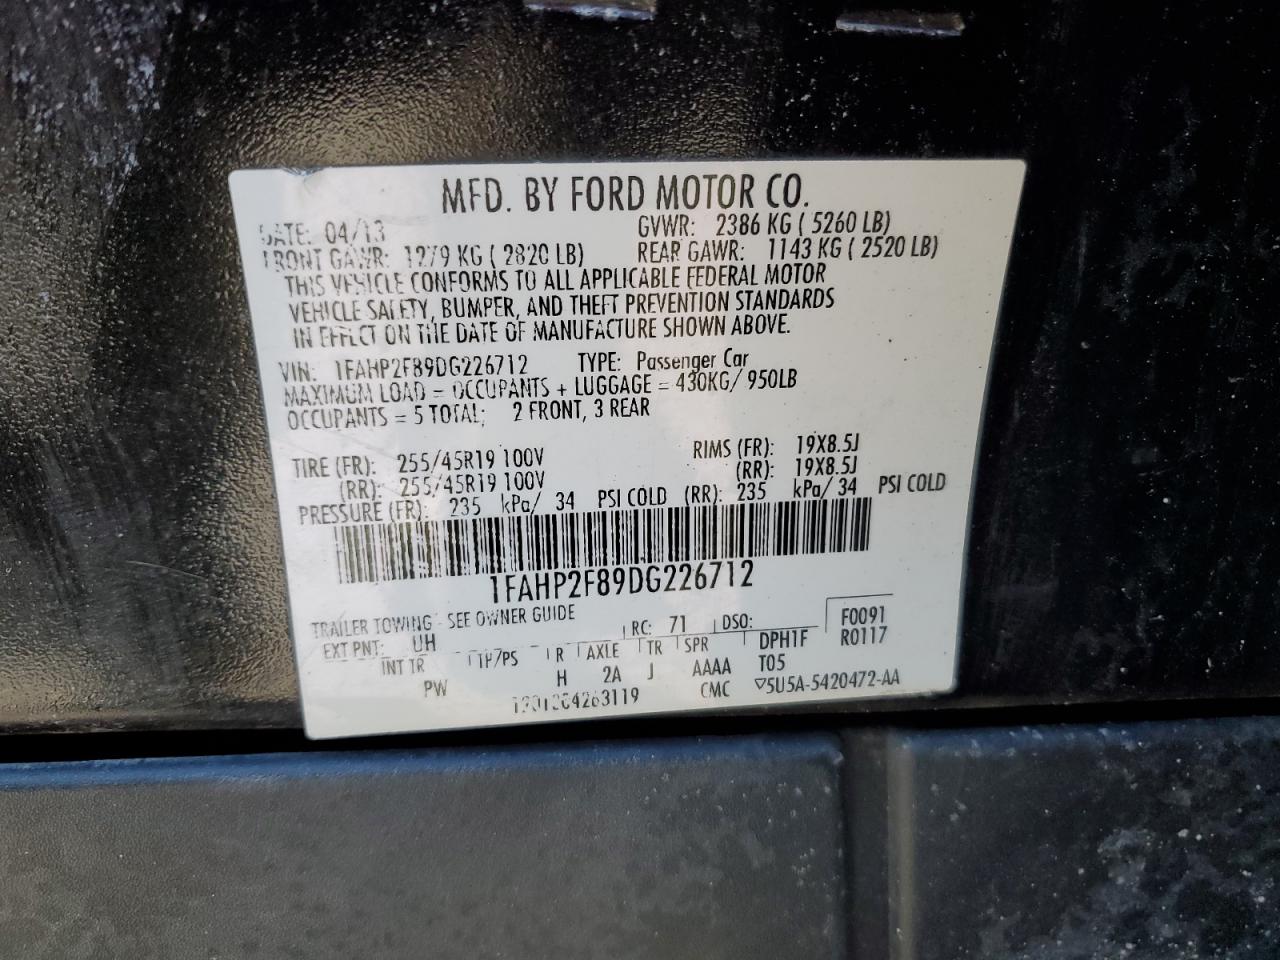 MFD. BY FORD MOTOR CO.
DATE: 04/13 GVWR: 2386 KG ( 5260 LB)
FRONT GAWR: 1279 KG ( 2820 LB) REAR GAWR: 1143 KG ( 2520 LB)
THIS VEHICLE CONFORMS TO ALL APPLICABLE FEDERAL MOTOR
VEHICLE SAFETY, BUMPER, AND THEFT PREVENTION STANDARDS
IN EFFECT ON THE DATE OF MANUFACTURE SHOWN ABOVE.
VIN: 1FAHP2F89DG226712 TYPE: Passenger Car
MAXIMUM LOAD = OCCUPANTS + LUGGAGE = 430KG/ 950LB
OCCUPANTS = 5 TOTAL; 2 FRONT, 3 REAR
TIRE (FR): 255/45R19 100V RIMS (FR): 19X8.5J
(RR): 255/45R19 100V (RR): 19X8.5J
PRESSURE (FR): 235 kPa/ 34 PSI COLD (RR): 235 kPa/ 34 PSI COLD
1FAHP2F89DG226712
TRAILER TOWING - SEE OWNER GUIDE
EXT PNT: UH RC: 71 DSO: F0091
INT TR TP/PS R AXLE TR SPR DPH1F R0117
PW H 2A J AAAA T05
CMC ▽5U5A-5420472-AA